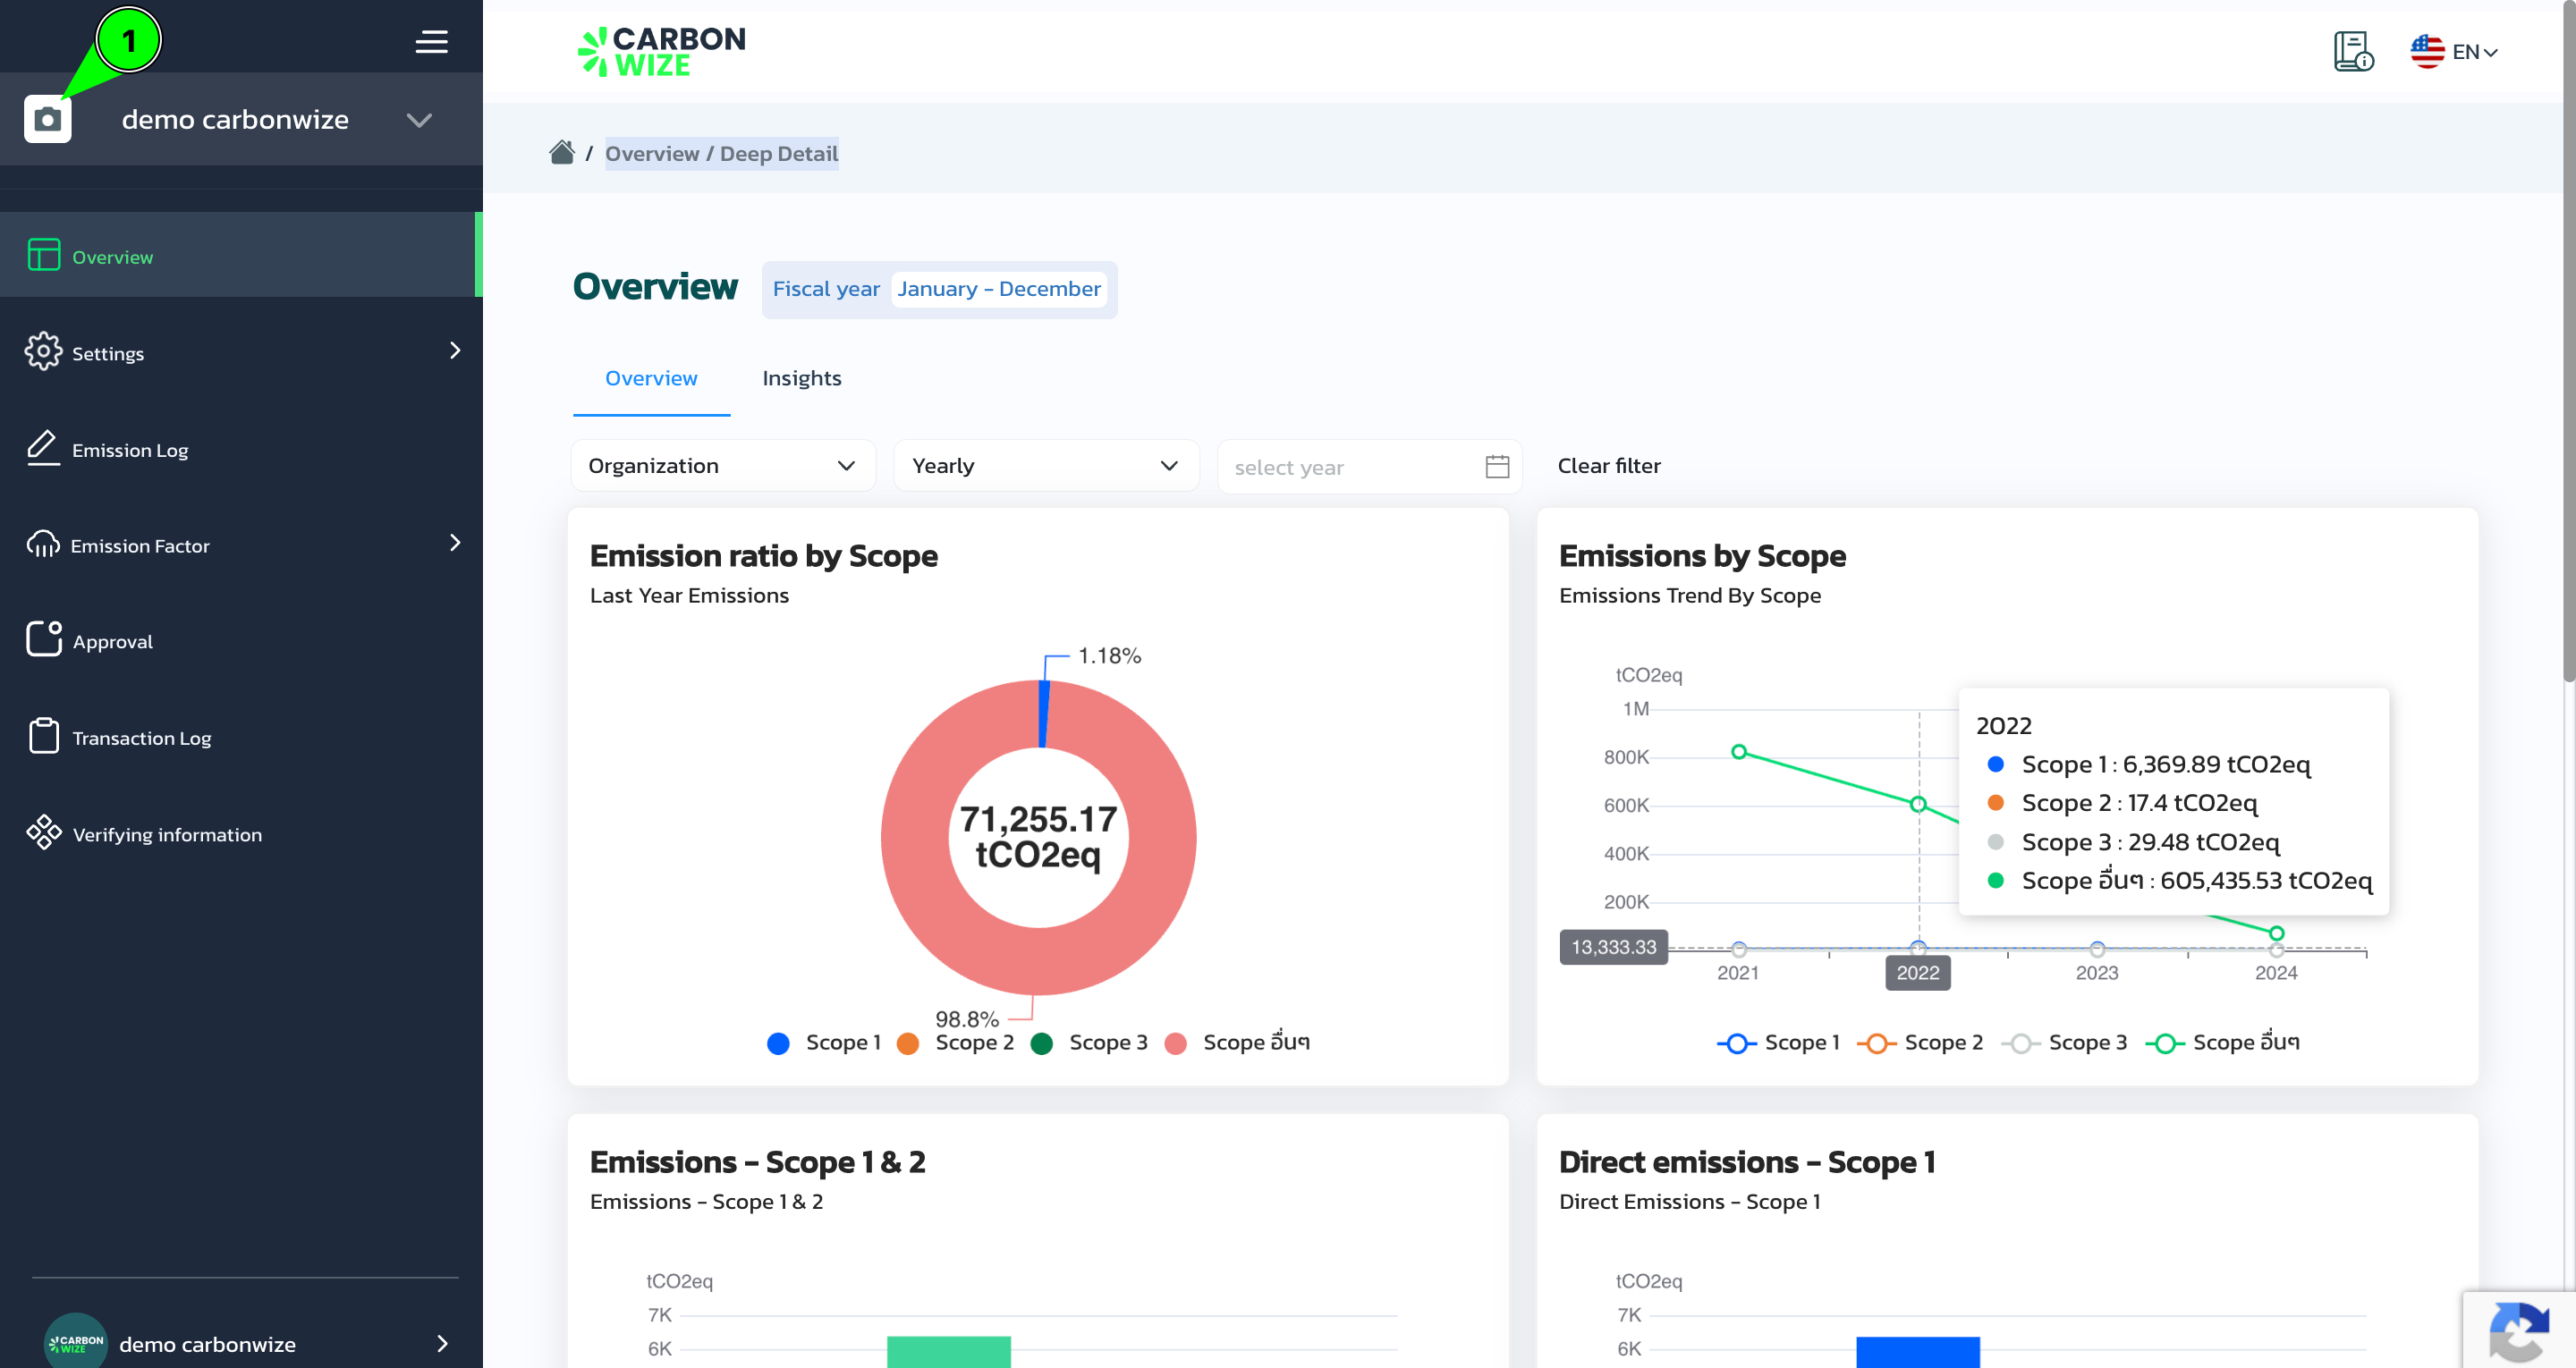 1
demo carbonwize
Overview
Settings
Emission Log
Emission Factor
Approval
Transaction Log
Verifying information
CARBON
WIZE
demo carbonwize
CARBON
WIZE
EN
/ Overview / Deep Detail
Overview
Fiscal year January - December
Overview Insights
Organization Yearly select year Clear filter
Emission ratio by Scope
Last Year Emissions
1.18%
71,255.17
tCO2eq
98.8%
Scope 1 Scope 2 Scope 3 Scope อื่นๆ
Emissions by Scope
Emissions Trend By Scope
tCO2eq
1M
800K
600K
400K
200K
13,333.33
2021 2022 2023 2024
2022
Scope 1 : 6,369.89 tCO2eq
Scope 2 : 17.4 tCO2eq
Scope 3 : 29.48 tCO2eq
Scope อื่นๆ : 605,435.53 tCO2eq
Scope 1 Scope 2 Scope 3 Scope อื่นๆ
Emissions - Scope 1 & 2
Emissions - Scope 1 & 2
tCO2eq
7K
6K
Direct emissions - Scope 1
Direct Emissions - Scope 1
tCO2eq
7K
6K